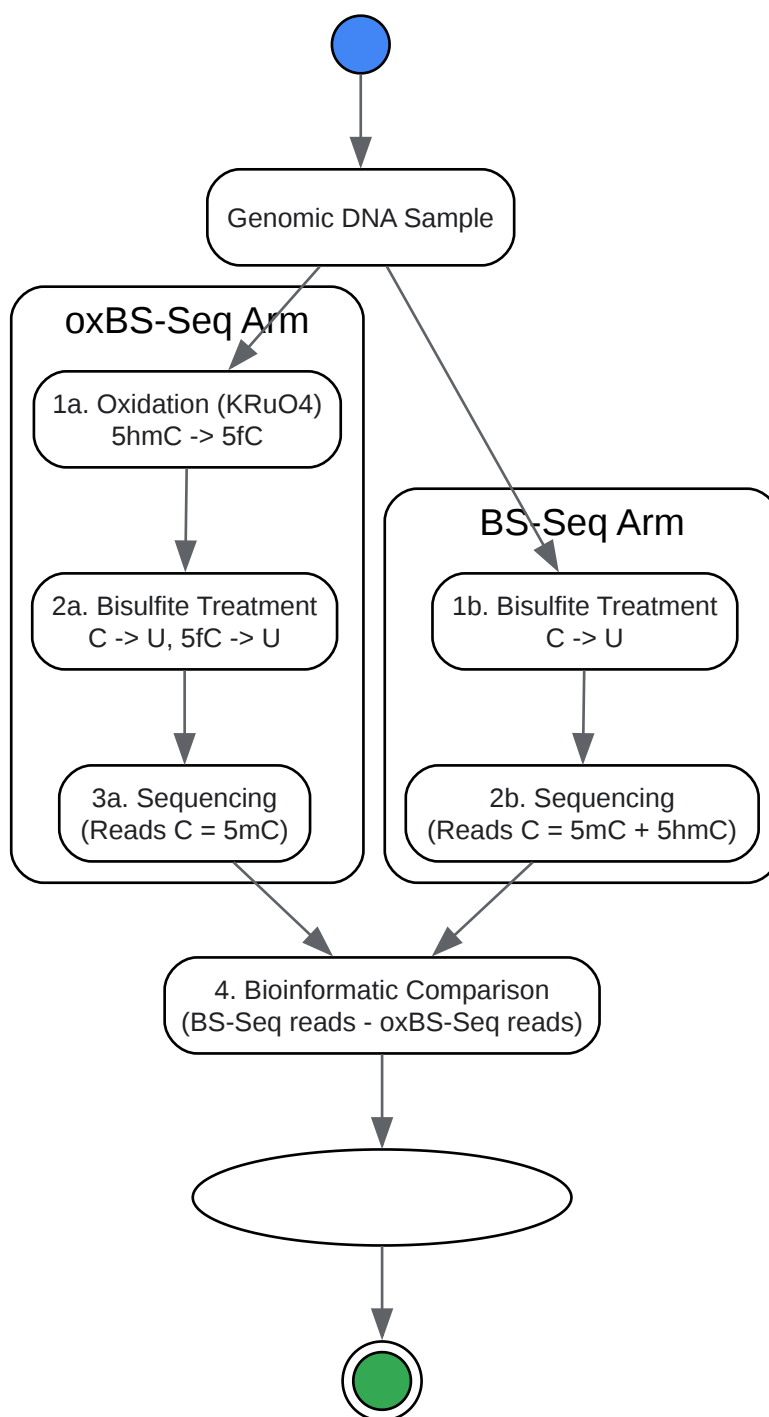 Genomic DNA Sample
oxBS-Seq Arm
1a. Oxidation (KRuO4)
5hmC -> 5fC
2a. Bisulfite Treatment
C -> U, 5fC -> U
3a. Sequencing
(Reads C = 5mC)
BS-Seq Arm
1b. Bisulfite Treatment
C -> U
2b. Sequencing
(Reads C = 5mC + 5hmC)
4. Bioinformatic Comparison
(BS-Seq reads - oxBS-Seq reads)